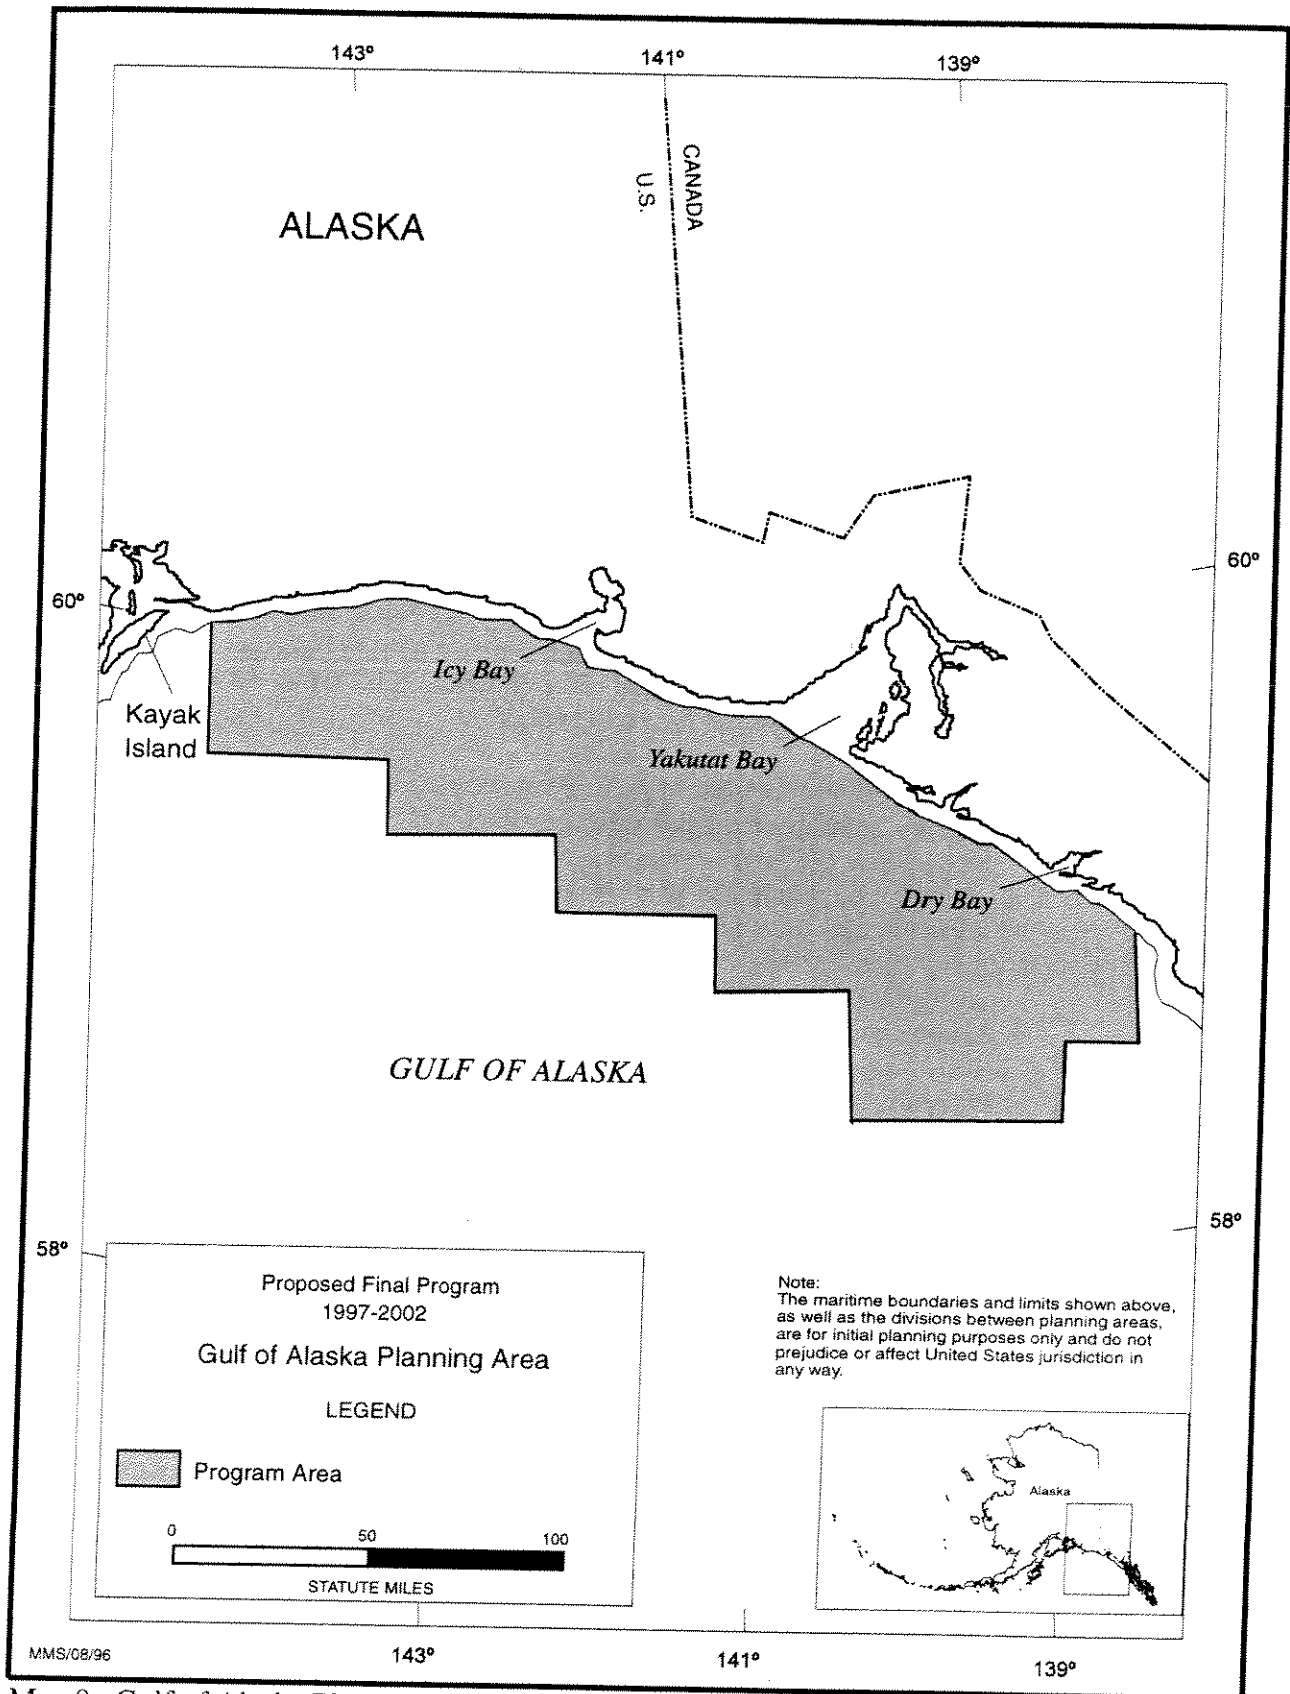 143° 141° 139°
CANADA
U.S.
ALASKA
60° 60°
Icy Bay
Kayak
Island
Yakutat Bay
Dry Bay
GULF OF ALASKA
58° 58°
Proposed Final Program
1997-2002
Gulf of Alaska Planning Area
LEGEND
Program Area
0 50 100
STATUTE MILES
Note:
The maritime boundaries and limits shown above,
as well as the divisions between planning areas,
are for initial planning purposes only and do not
prejudice or affect United States jurisdiction in
any way.
Alaska
MMS/08/96
143° 141° 139°